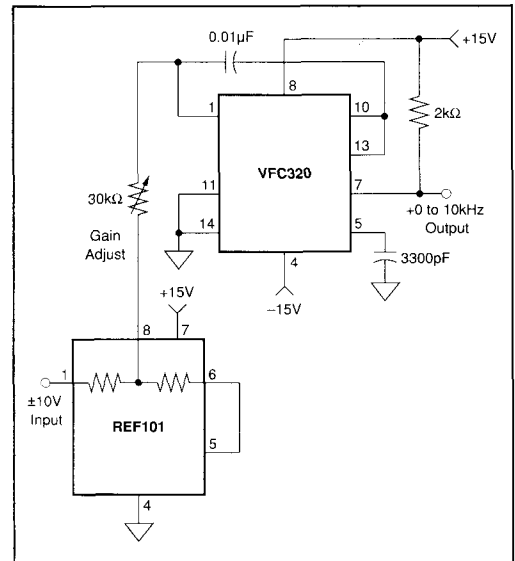 0.01µF
+15V
8
1
10
2kΩ
13
VFC320
30kΩ
11
7
14
+0 to 10kHz
Output
Gain
Adjust
5
4
3300pF
+15V
–15V
8
7
1
6
±10V
Input
REF101
5
4